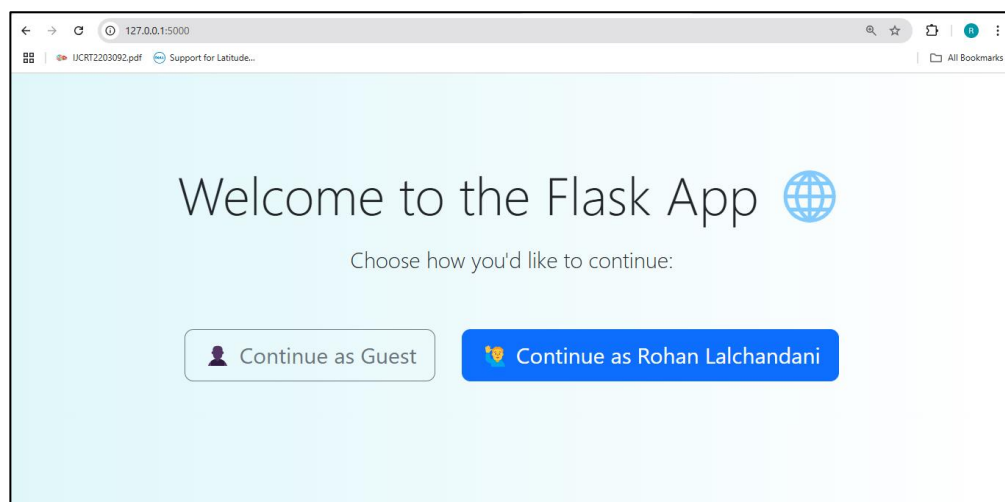 127.0.0.1:5000
R
IJCRT2203092.pdf Support for Latitude... All Bookmarks
Welcome to the Flask App 🌐
Choose how you'd like to continue:
👤 Continue as Guest 🙋‍♂️ Continue as Rohan Lalchandani